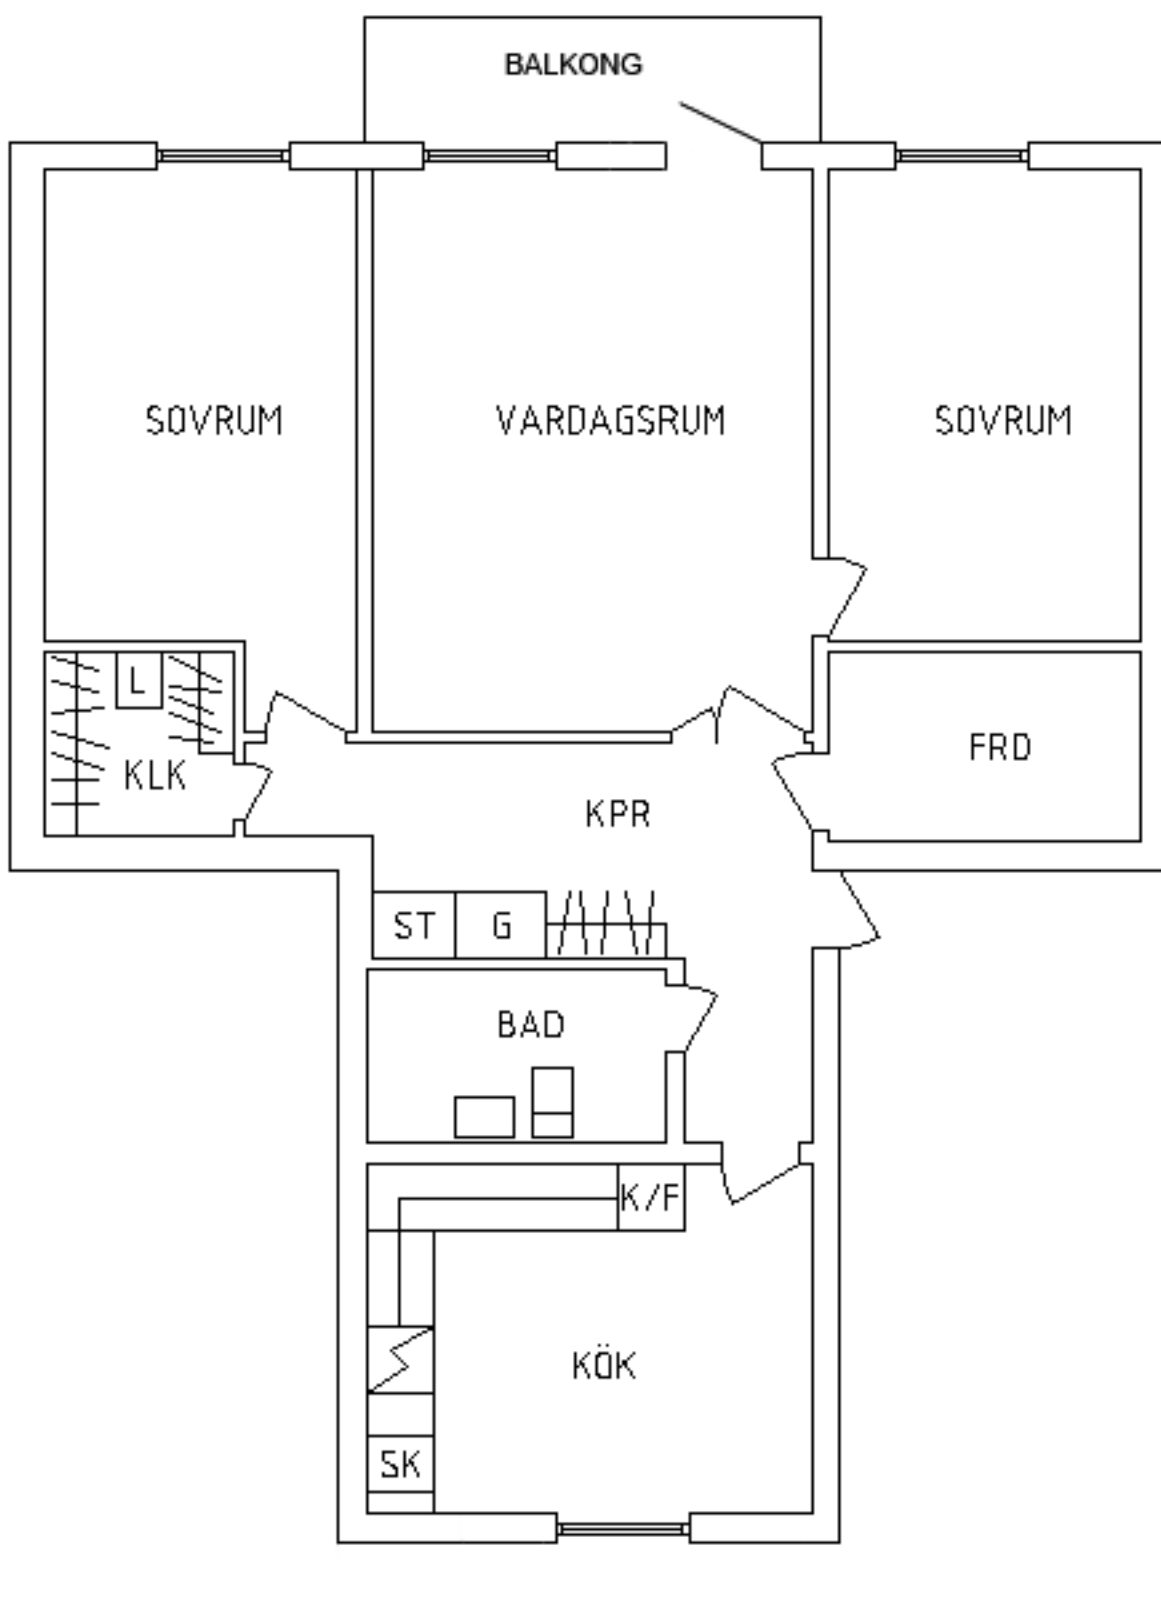 BALKONG
SOVRUM
VARDAGSRUM
SOVRUM
L
KLK
FRD
KPR
ST
G
BAD
K/F
KÖK
SK